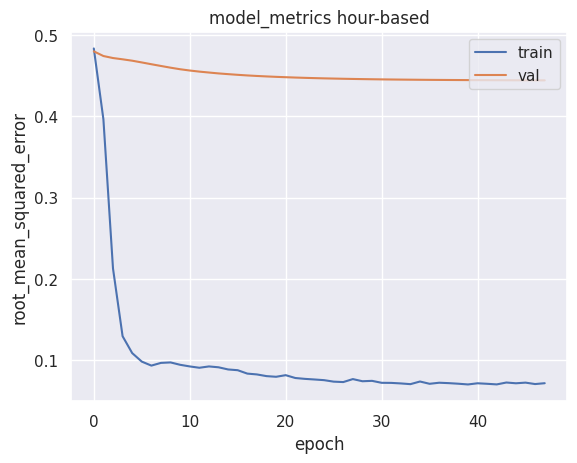 model_metrics hour-based
root_mean_squared_error
0.5
0.4
0.3
0.2
0.1
train
val
0
10
20
30
40
epoch